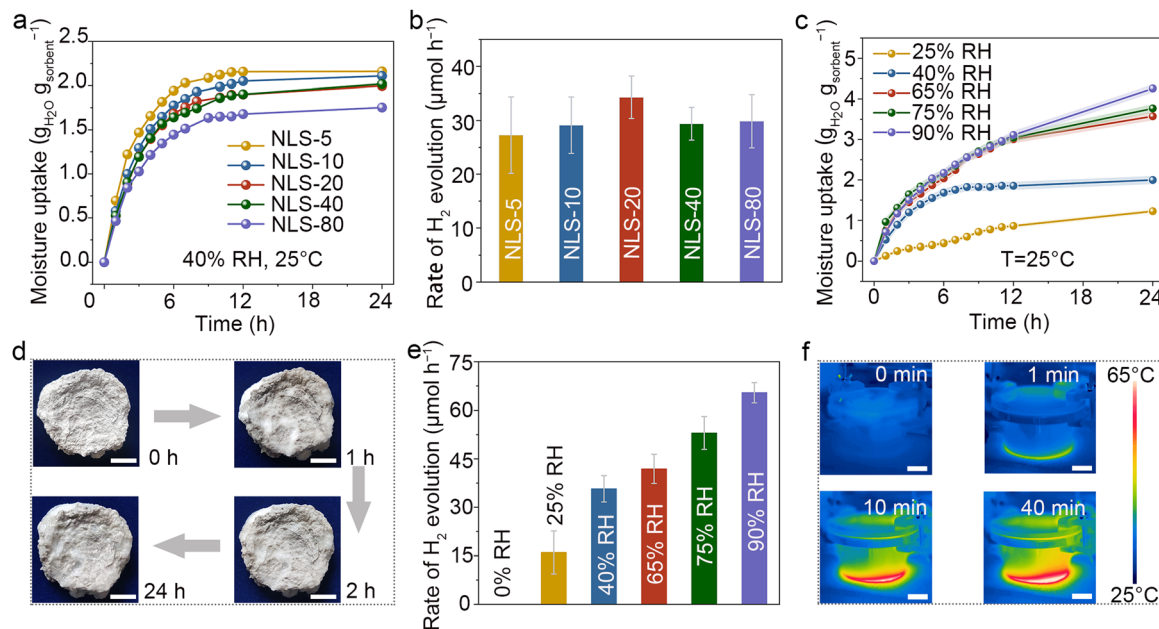 a
Moisture uptake (g_H2O g_sorbent⁻¹)
2.5
2.0
1.5
1.0
0.5
0.0
NLS-5
NLS-10
NLS-20
NLS-40
NLS-80
40% RH, 25°C
0 6 12 18 24
Time (h)
b
Rate of H₂ evolution (μmol h⁻¹)
40
30
20
10
0
NLS-5
NLS-10
NLS-20
NLS-40
NLS-80
c
Moisture uptake (g_H2O g_sorbent⁻¹)
5
4
3
2
1
0
25% RH
40% RH
65% RH
75% RH
90% RH
T=25°C
0 6 12 18 24
Time (h)
d
0 h
1 h
24 h
2 h
e
Rate of H₂ evolution (μmol h⁻¹)
75
60
45
30
15
0
0% RH
25% RH
40% RH
65% RH
75% RH
90% RH
f
0 min
1 min
10 min
40 min
65°C
25°C